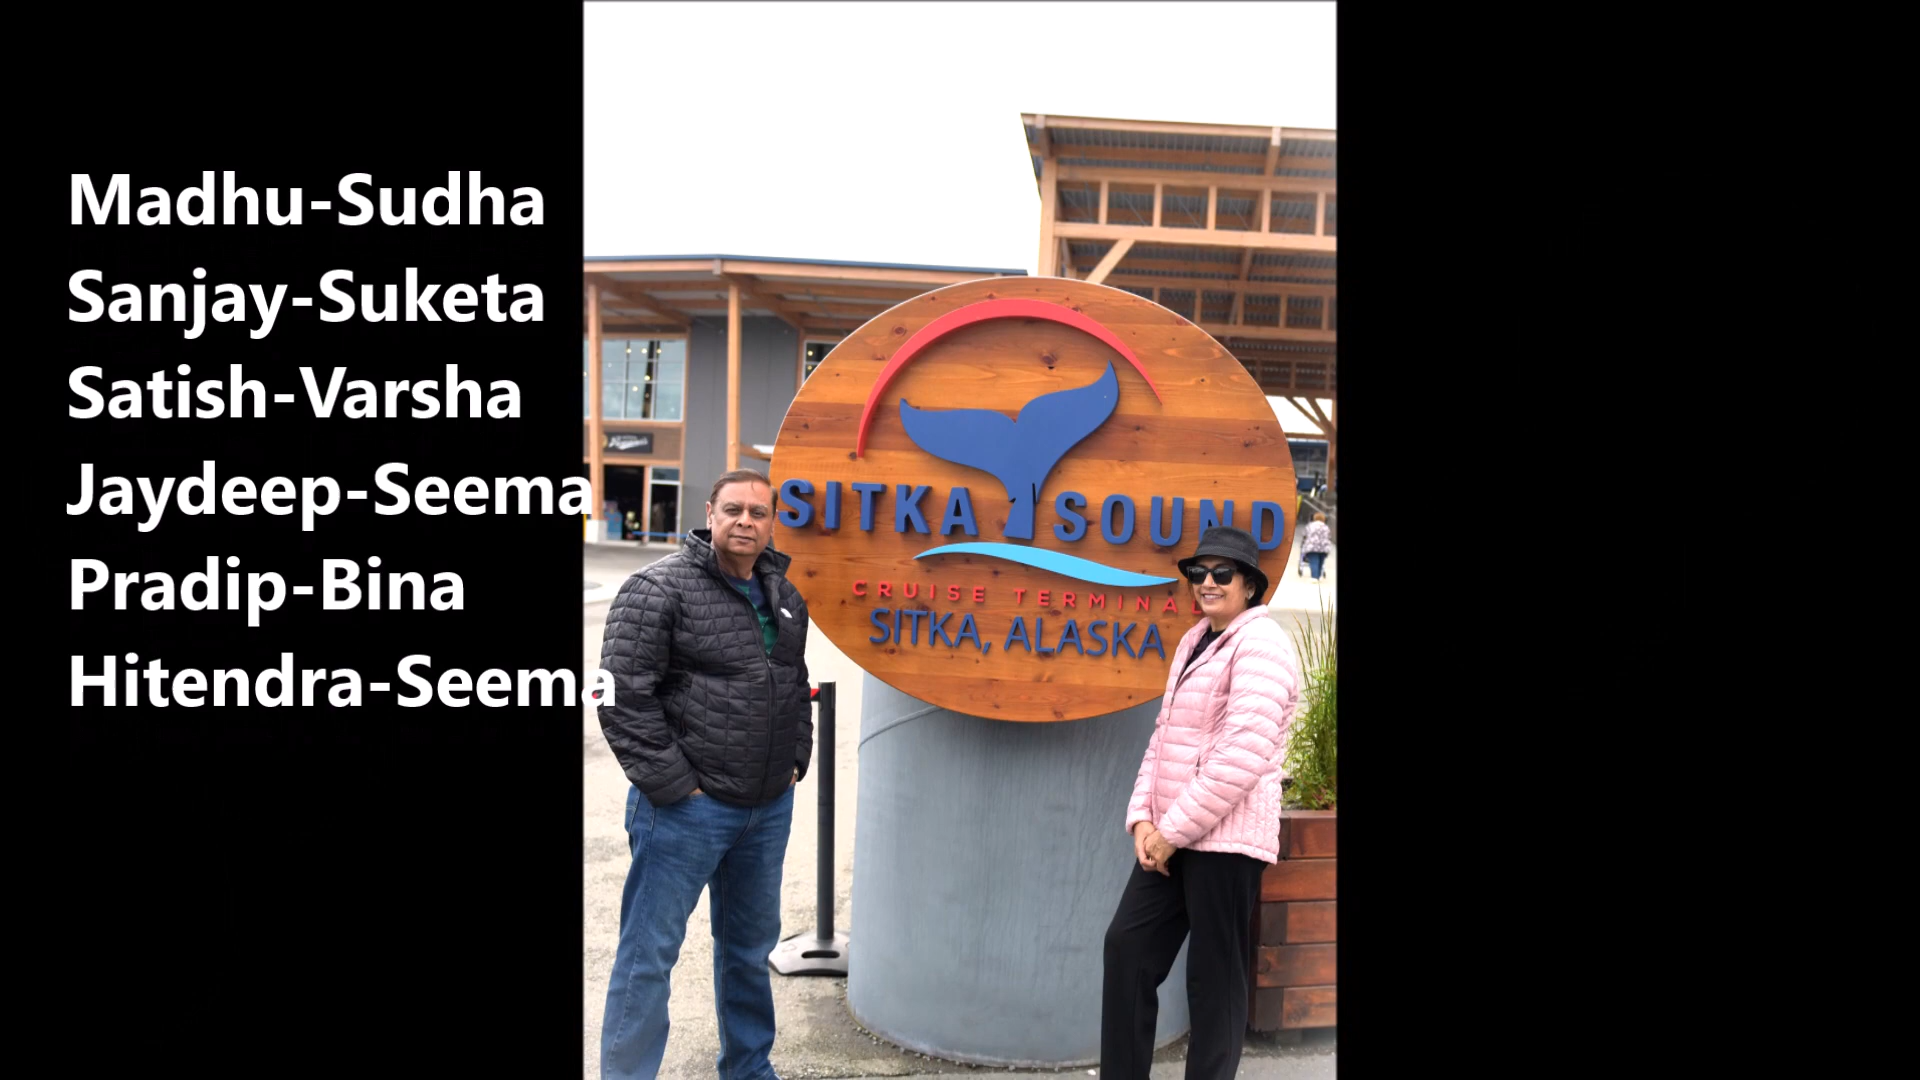 Madhu-Sudha
Sanjay-Suketa
Satish-Varsha
Jaydeep-Seema
Pradip-Bina
Hitendra-Seema
SITKA SOUND
CRUISE TERMINAL
SITKA, ALASKA